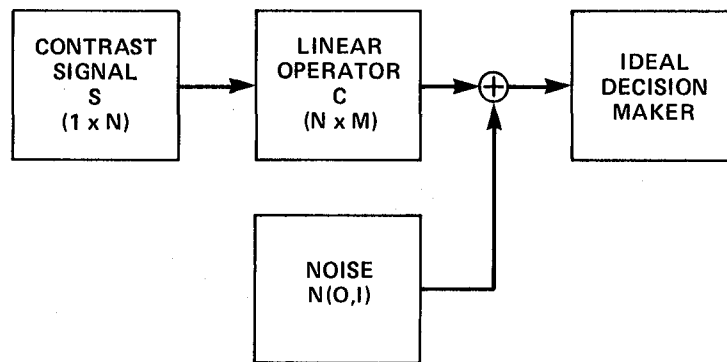 CONTRAST
SIGNAL
S
(1 x N)
LINEAR
OPERATOR
C
(N x M)
+
IDEAL
DECISION
MAKER
NOISE
N(O,I)